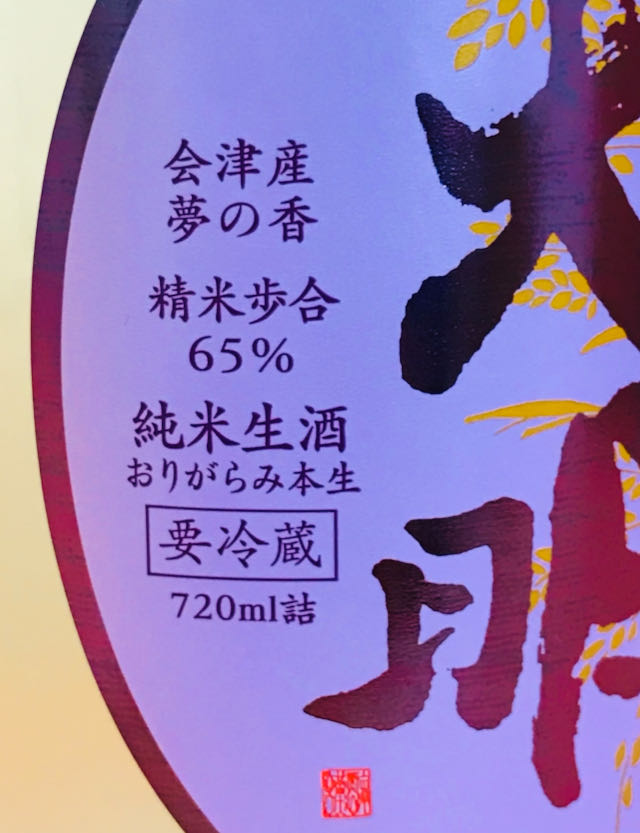 会津産
夢の香
精米歩合
65%
純米生酒
おりがらみ本生
要冷蔵
720ml詰